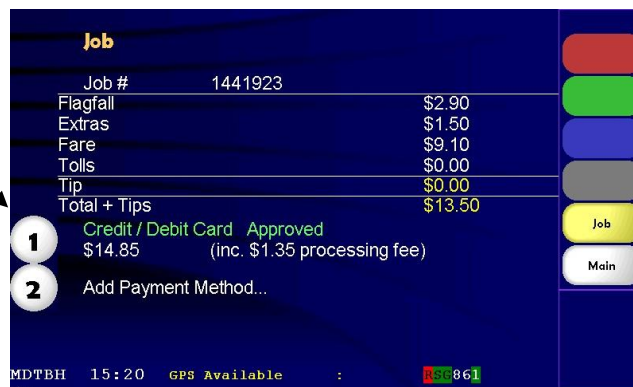 Job
Job # 1441923
Flagfall $2.90
Extras $1.50
Fare $9.10
Tolls $0.00
Tip $0.00
Total + Tips $13.50
1 Credit / Debit Card Approved
$14.85 (inc. $1.35 processing fee)
2 Add Payment Method...
Job
Main
MDTBH 15:20 GPS Available : RSG861